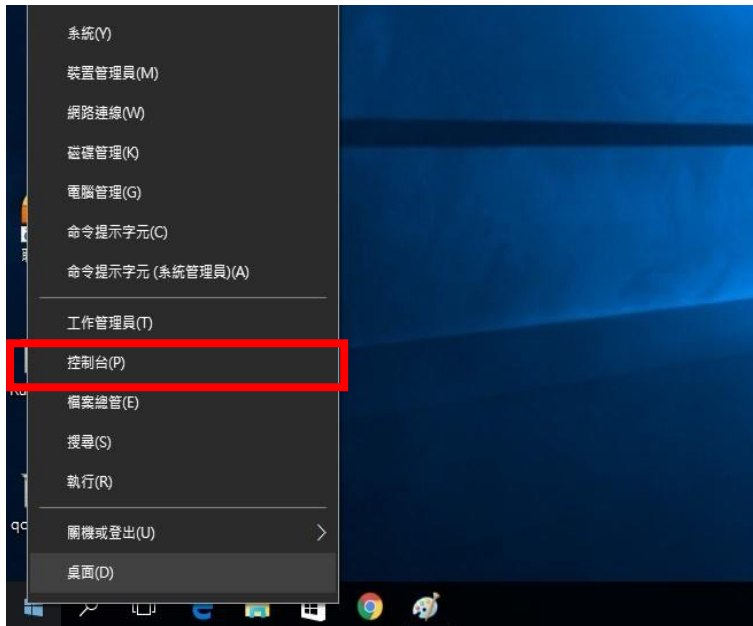 系統(Y)
裝置管理員(M)
網路連線(W)
磁碟管理(K)
電腦管理(G)
命令提示字元(C)
命令提示字元 (系統管理員)(A)
工作管理員(T)
控制台(P)
檔案總管(E)
搜尋(S)
執行(R)
關機或登出(U)
桌面(D)